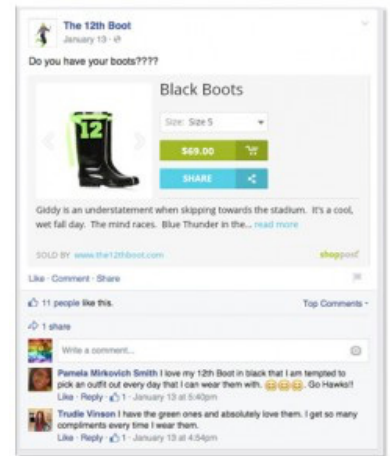 The 12th Boot
January 13
Do you have your boots????
Black Boots
12
Size: Size 5
$69.00
SHARE
Giddy is an understatement when skipping towards the stadium. It's a cool,
wet fall day. The mind races. Blue Thunder in the... read more
SOLD BY www.the12thboot.com
shoppost
Like · Comment · Share
11 people like this.
Top Comments
1 share
Write a comment...
Pamela Mirkovich Smith I love my 12th Boot in black that I am tempted to
pick an outfit out every day that I can wear them with. Go Hawks!!
Like · Reply · 1 · January 13 at 5:40pm
Trudie Vinson I have the green ones and absolutely love them. I get so many
compliments every time I wear them.
Like · Reply · 1 · January 13 at 4:54pm